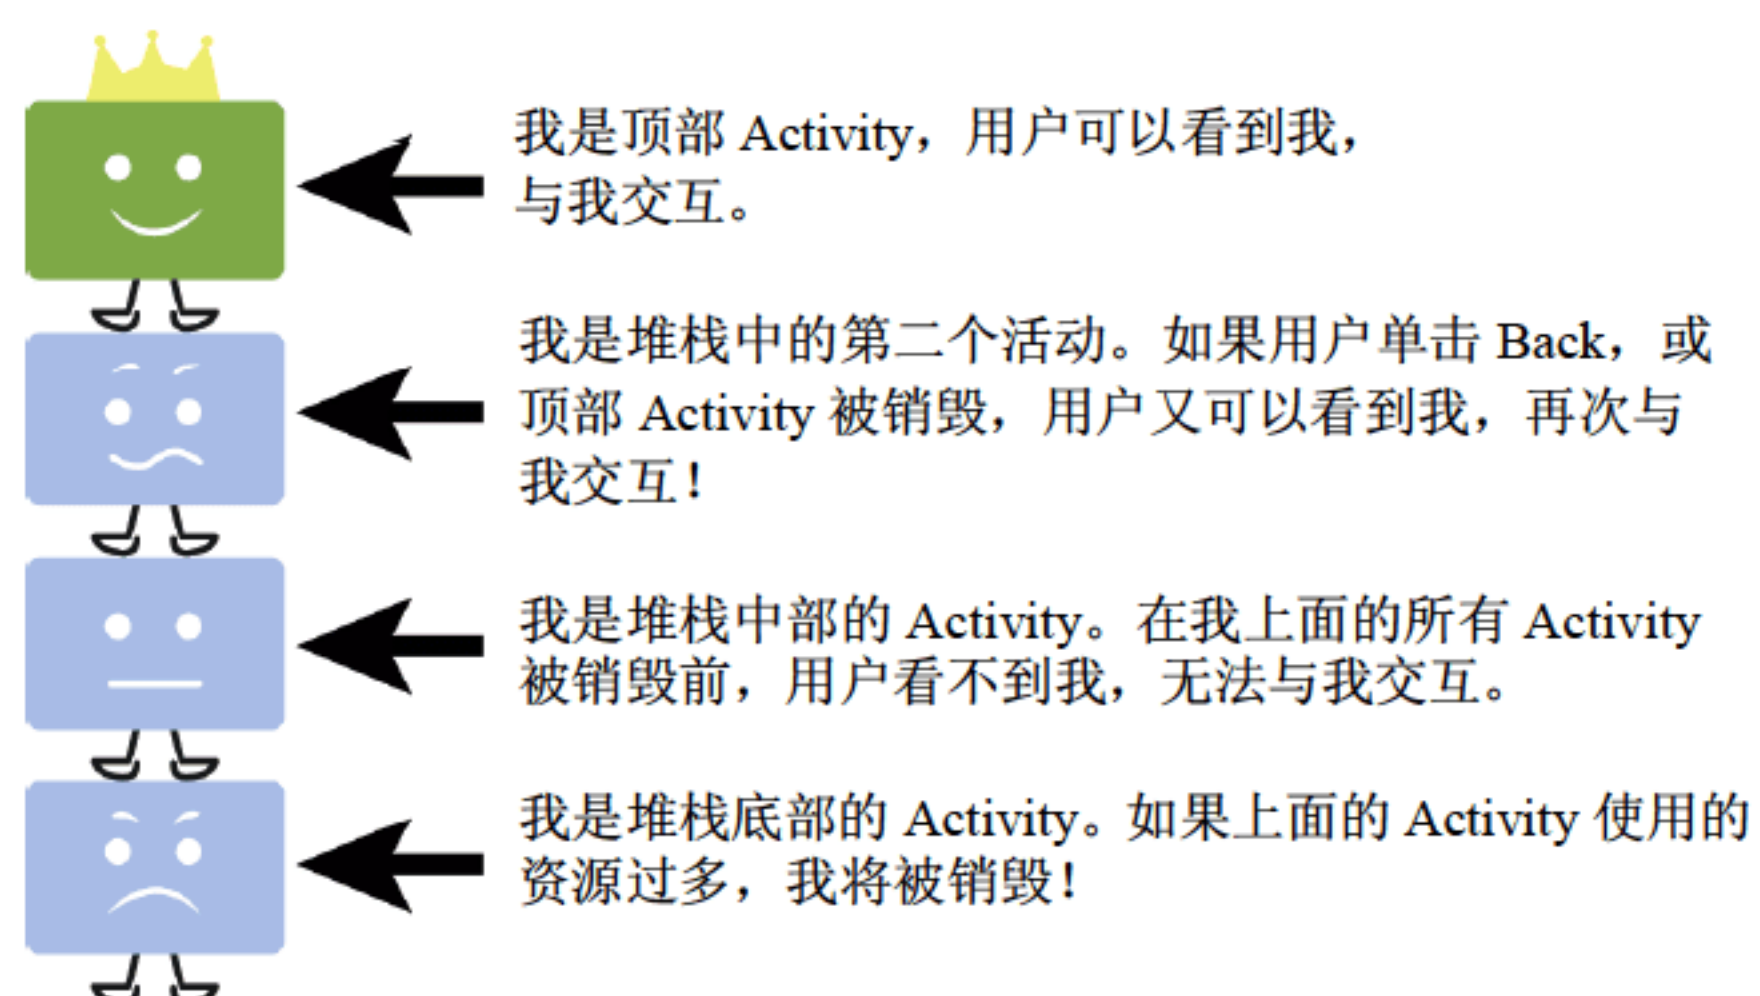 我是顶部 Activity，用户可以看到我，
与我交互。
我是堆栈中的第二个活动。如果用户单击 Back，或
顶部 Activity 被销毁，用户又可以看到我，再次与
我交互！
我是堆栈中部的 Activity。在我上面的所有 Activity
被销毁前，用户看不到我，无法与我交互。
我是堆栈底部的 Activity。如果上面的 Activity 使用的
资源过多，我将被销毁！